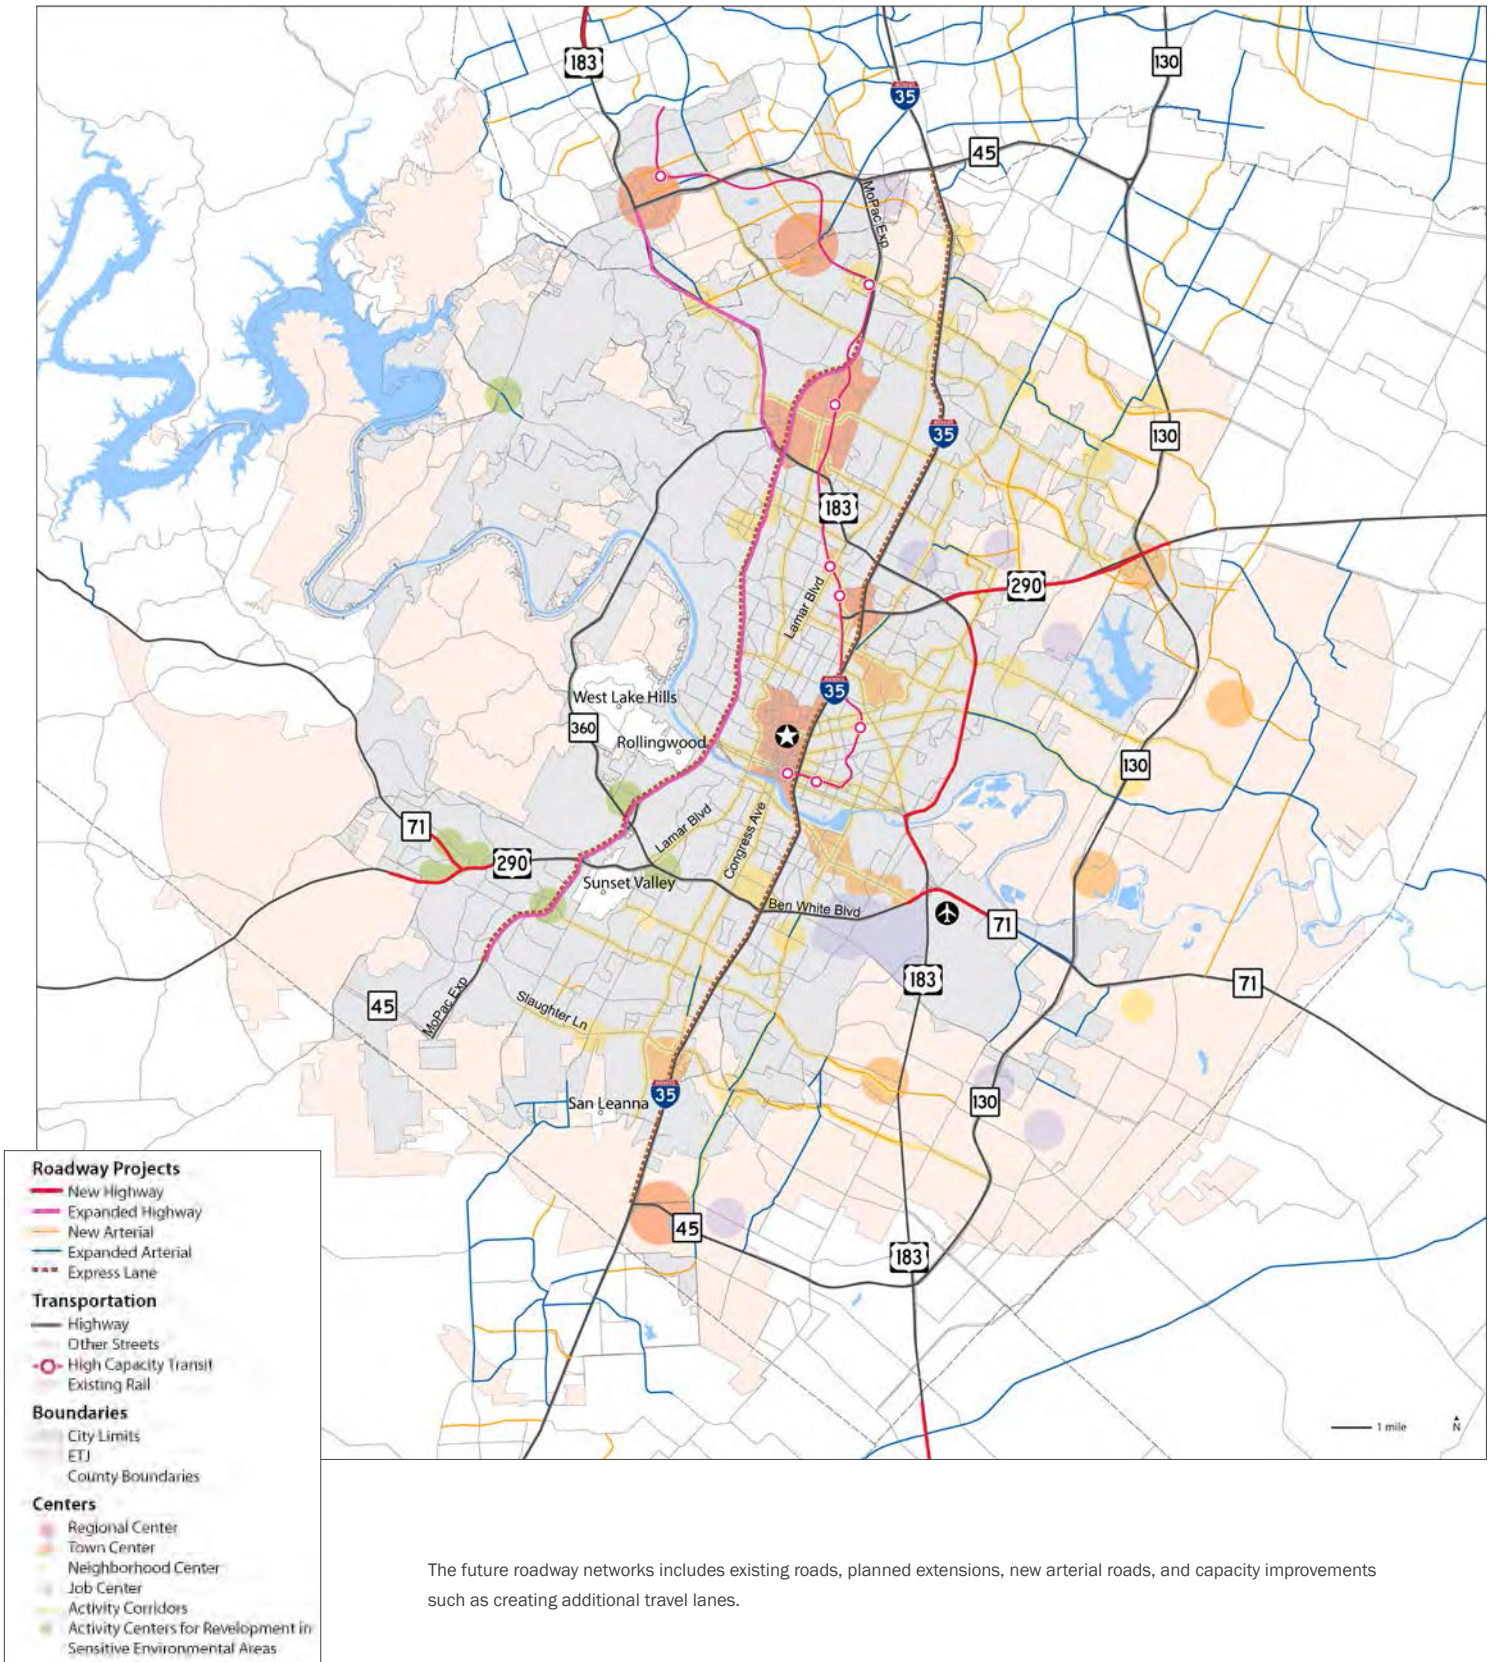 183
130
35
45
MoPac Exp
35
130
183
290
Lamar Blvd
35
West Lake Hills
360
Rollingwood
130
Lamar Blvd
Congress Ave
71
290
Sunset Valley
Ben White Blvd
71
183
71
45
MoPac Exp
Slaughter Ln
35
San Leanna
130
45
183
Roadway Projects
New Highway
Expanded Highway
New Arterial
Expanded Arterial
Express Lane
Transportation
Highway
Other Streets
High Capacity Transit
Existing Rail
Boundaries
City Limits
ETJ
County Boundaries
Centers
Regional Center
Town Center
Neighborhood Center
Job Center
Activity Corridors
Activity Centers for Revelopment in
Sensitive Environmental Areas
1 mile
N
The future roadway networks includes existing roads, planned extensions, new arterial roads, and capacity improvements
such as creating additional travel lanes.